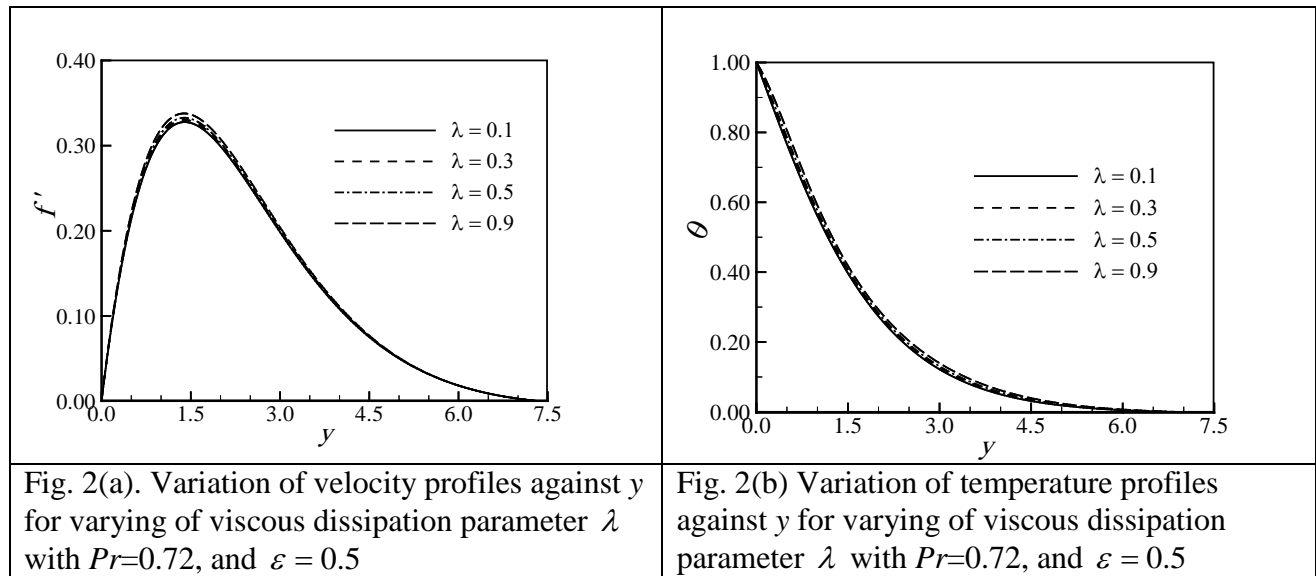 0.40
0.30
0.20
0.10
0.00
f ′
λ = 0.1
λ = 0.3
λ = 0.5
λ = 0.9
0.0 1.5 3.0 4.5 6.0 7.5
y
1.00
0.80
0.60
0.40
0.20
0.00
θ
λ = 0.1
λ = 0.3
λ = 0.5
λ = 0.9
0.0 1.5 3.0 4.5 6.0 7.5
y
Fig. 2(a). Variation of velocity profiles against y
for varying of viscous dissipation parameter λ
with Pr=0.72, and ε = 0.5
Fig. 2(b) Variation of temperature profiles
against y for varying of viscous dissipation
parameter λ with Pr=0.72, and ε = 0.5